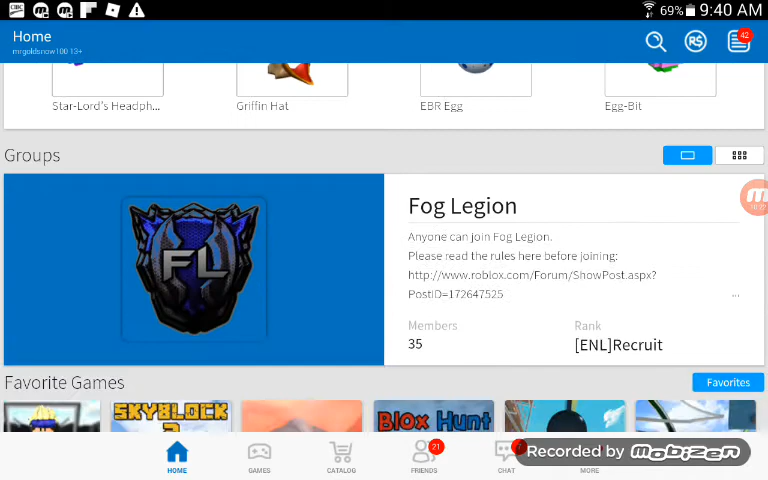 CBC
69%
9:40 AM
Home
mrgoldsnow100 13+
R$
42
Star-Lord's Headph...
Griffin Hat
EBR Egg
Egg-Bit
Groups
FL
Fog Legion
Anyone can join Fog Legion.
Please read the rules here before joining:
http://www.roblox.com/Forum/ShowPost.aspx?
PostID=172647525
...
Members
Rank
35
[ENL]Recruit
Favorite Games
Favorites
SKYBLOCK
2
Blox Hunt
21
HOME
GAMES
CATALOG
FRIENDS
CHAT
MORE
Recorded by mobizen